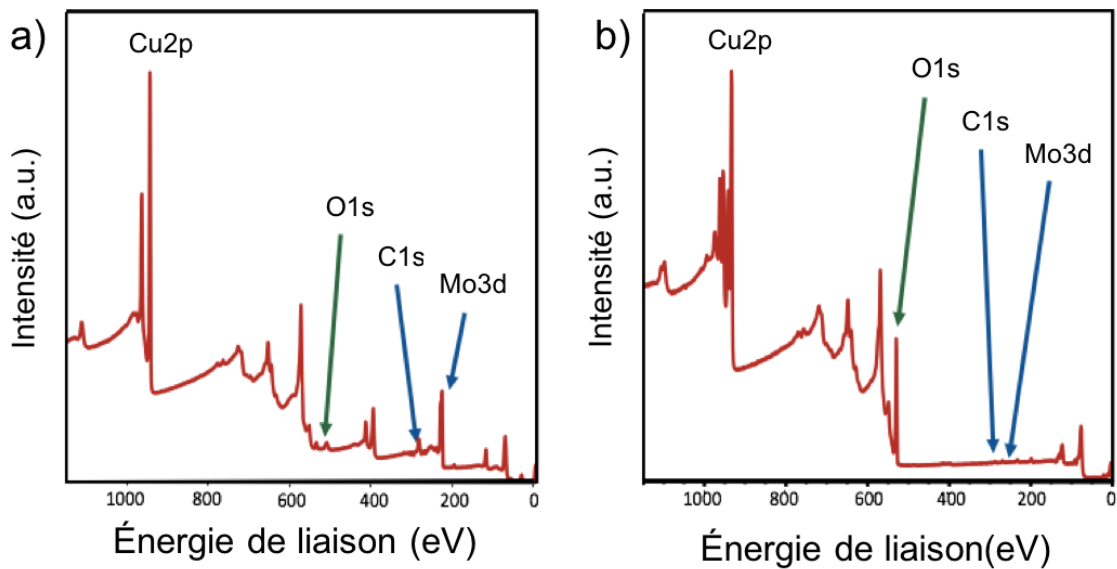 a)
Cu2p
O1s
C1s
Mo3d
Intensité (a.u.)
1000 800 600 400 200 0
Énergie de liaison (eV)
b)
Cu2p
O1s
C1s
Mo3d
Intensité (a.u.)
1000 800 600 400 200 0
Énergie de liaison(eV)